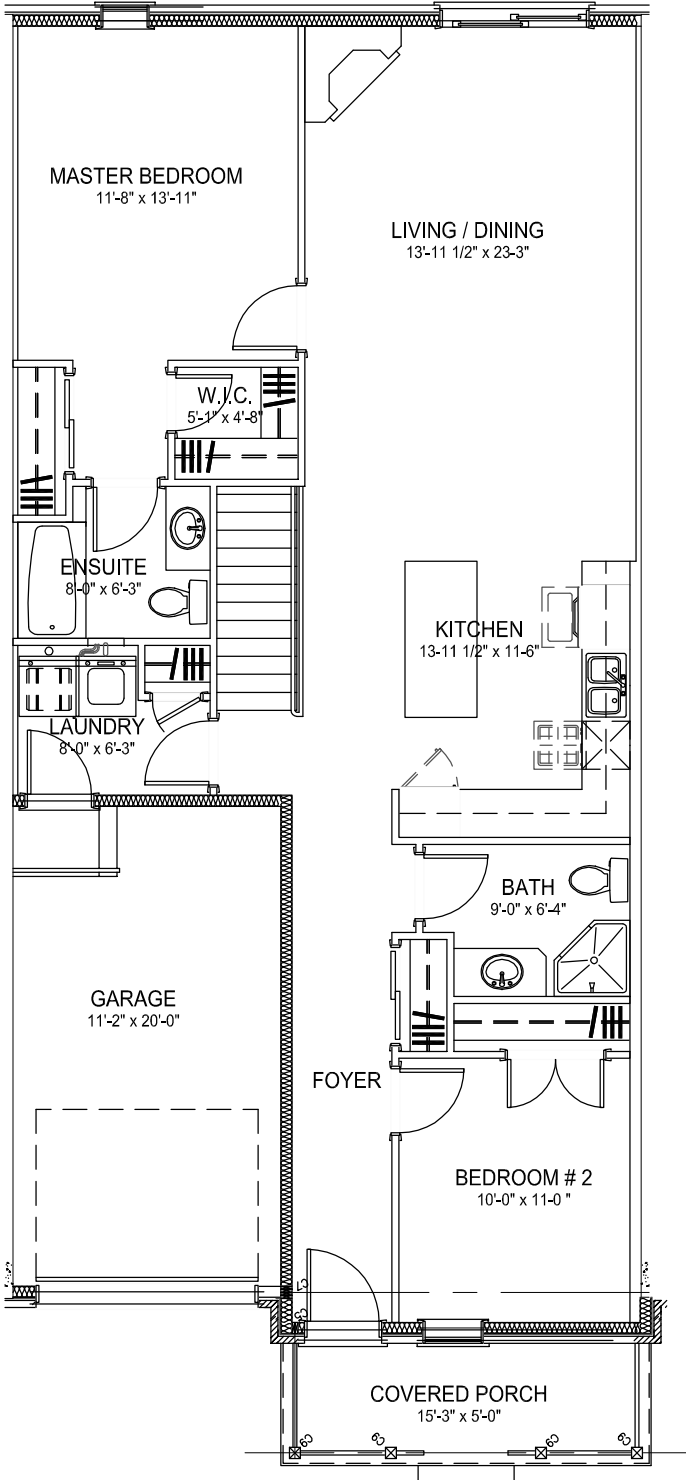 MASTER BEDROOM
11'-8" x 13'-11"
LIVING / DINING
13'-11 1/2" x 23'-3"
W.I.C.
5'-1" x 4'-8"
ENSUITE
8'-0" x 6'-3"
KITCHEN
13-11 1/2" x 11-6"
LAUNDRY
8'-0" x 6'-3"
BATH
9'-0" x 6'-4"
GARAGE
11'-2" x 20'-0"
FOYER
BEDROOM # 2
10'-0" x 11-0 "
COVERED PORCH
15'-3" x 5'-0"